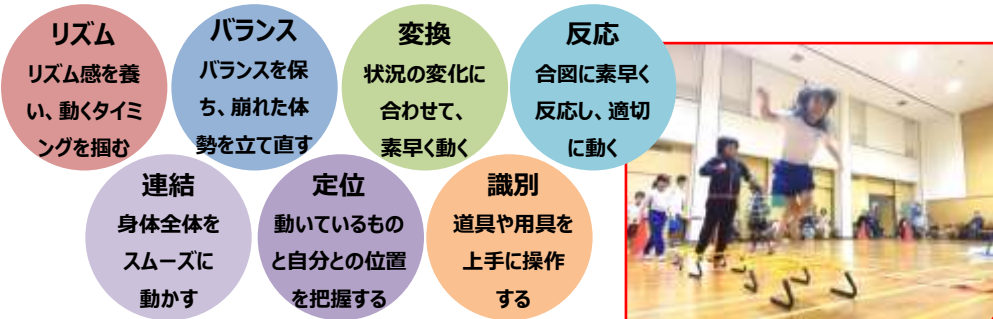 リズム
リズム感を養
い、動くタイミ
ングを掴む
バランス
バランスを保
ち、崩れた体
勢を立て直す
変換
状況の変化に
合わせて、
素早く動く
反応
合図に素早く
反応し、適切
に動く
連結
身体全体を
スムーズに
動かす
定位
動いているもの
と自分との位置
を把握する
識別
道具や用具を
上手に操作
する